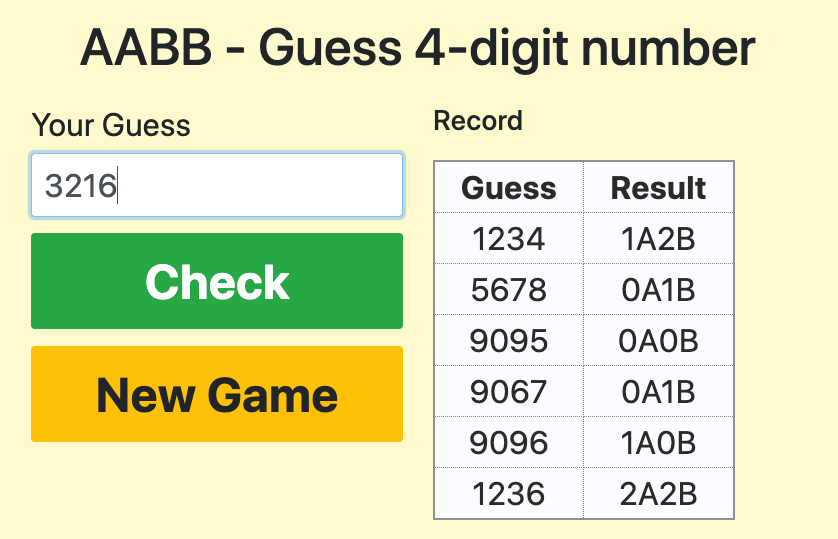 AABB - Guess 4-digit number
Your Guess
3216
Check
New Game
Record
Guess Result
1234 1A2B
5678 0A1B
9095 0A0B
9067 0A1B
9096 1A0B
1236 2A2B